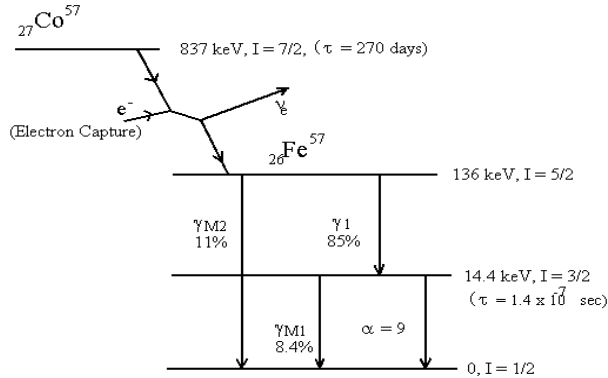 27Co57
837 keV, I = 7/2, (τ = 270 days)
e-
νe
(Electron Capture)
26Fe57
136 keV, I = 5/2
γM2
11%
γ1
85%
14.4 keV, I = 3/2
(τ = 1.4 x 10-7 sec)
γM1
8.4%
α = 9
0, I = 1/2